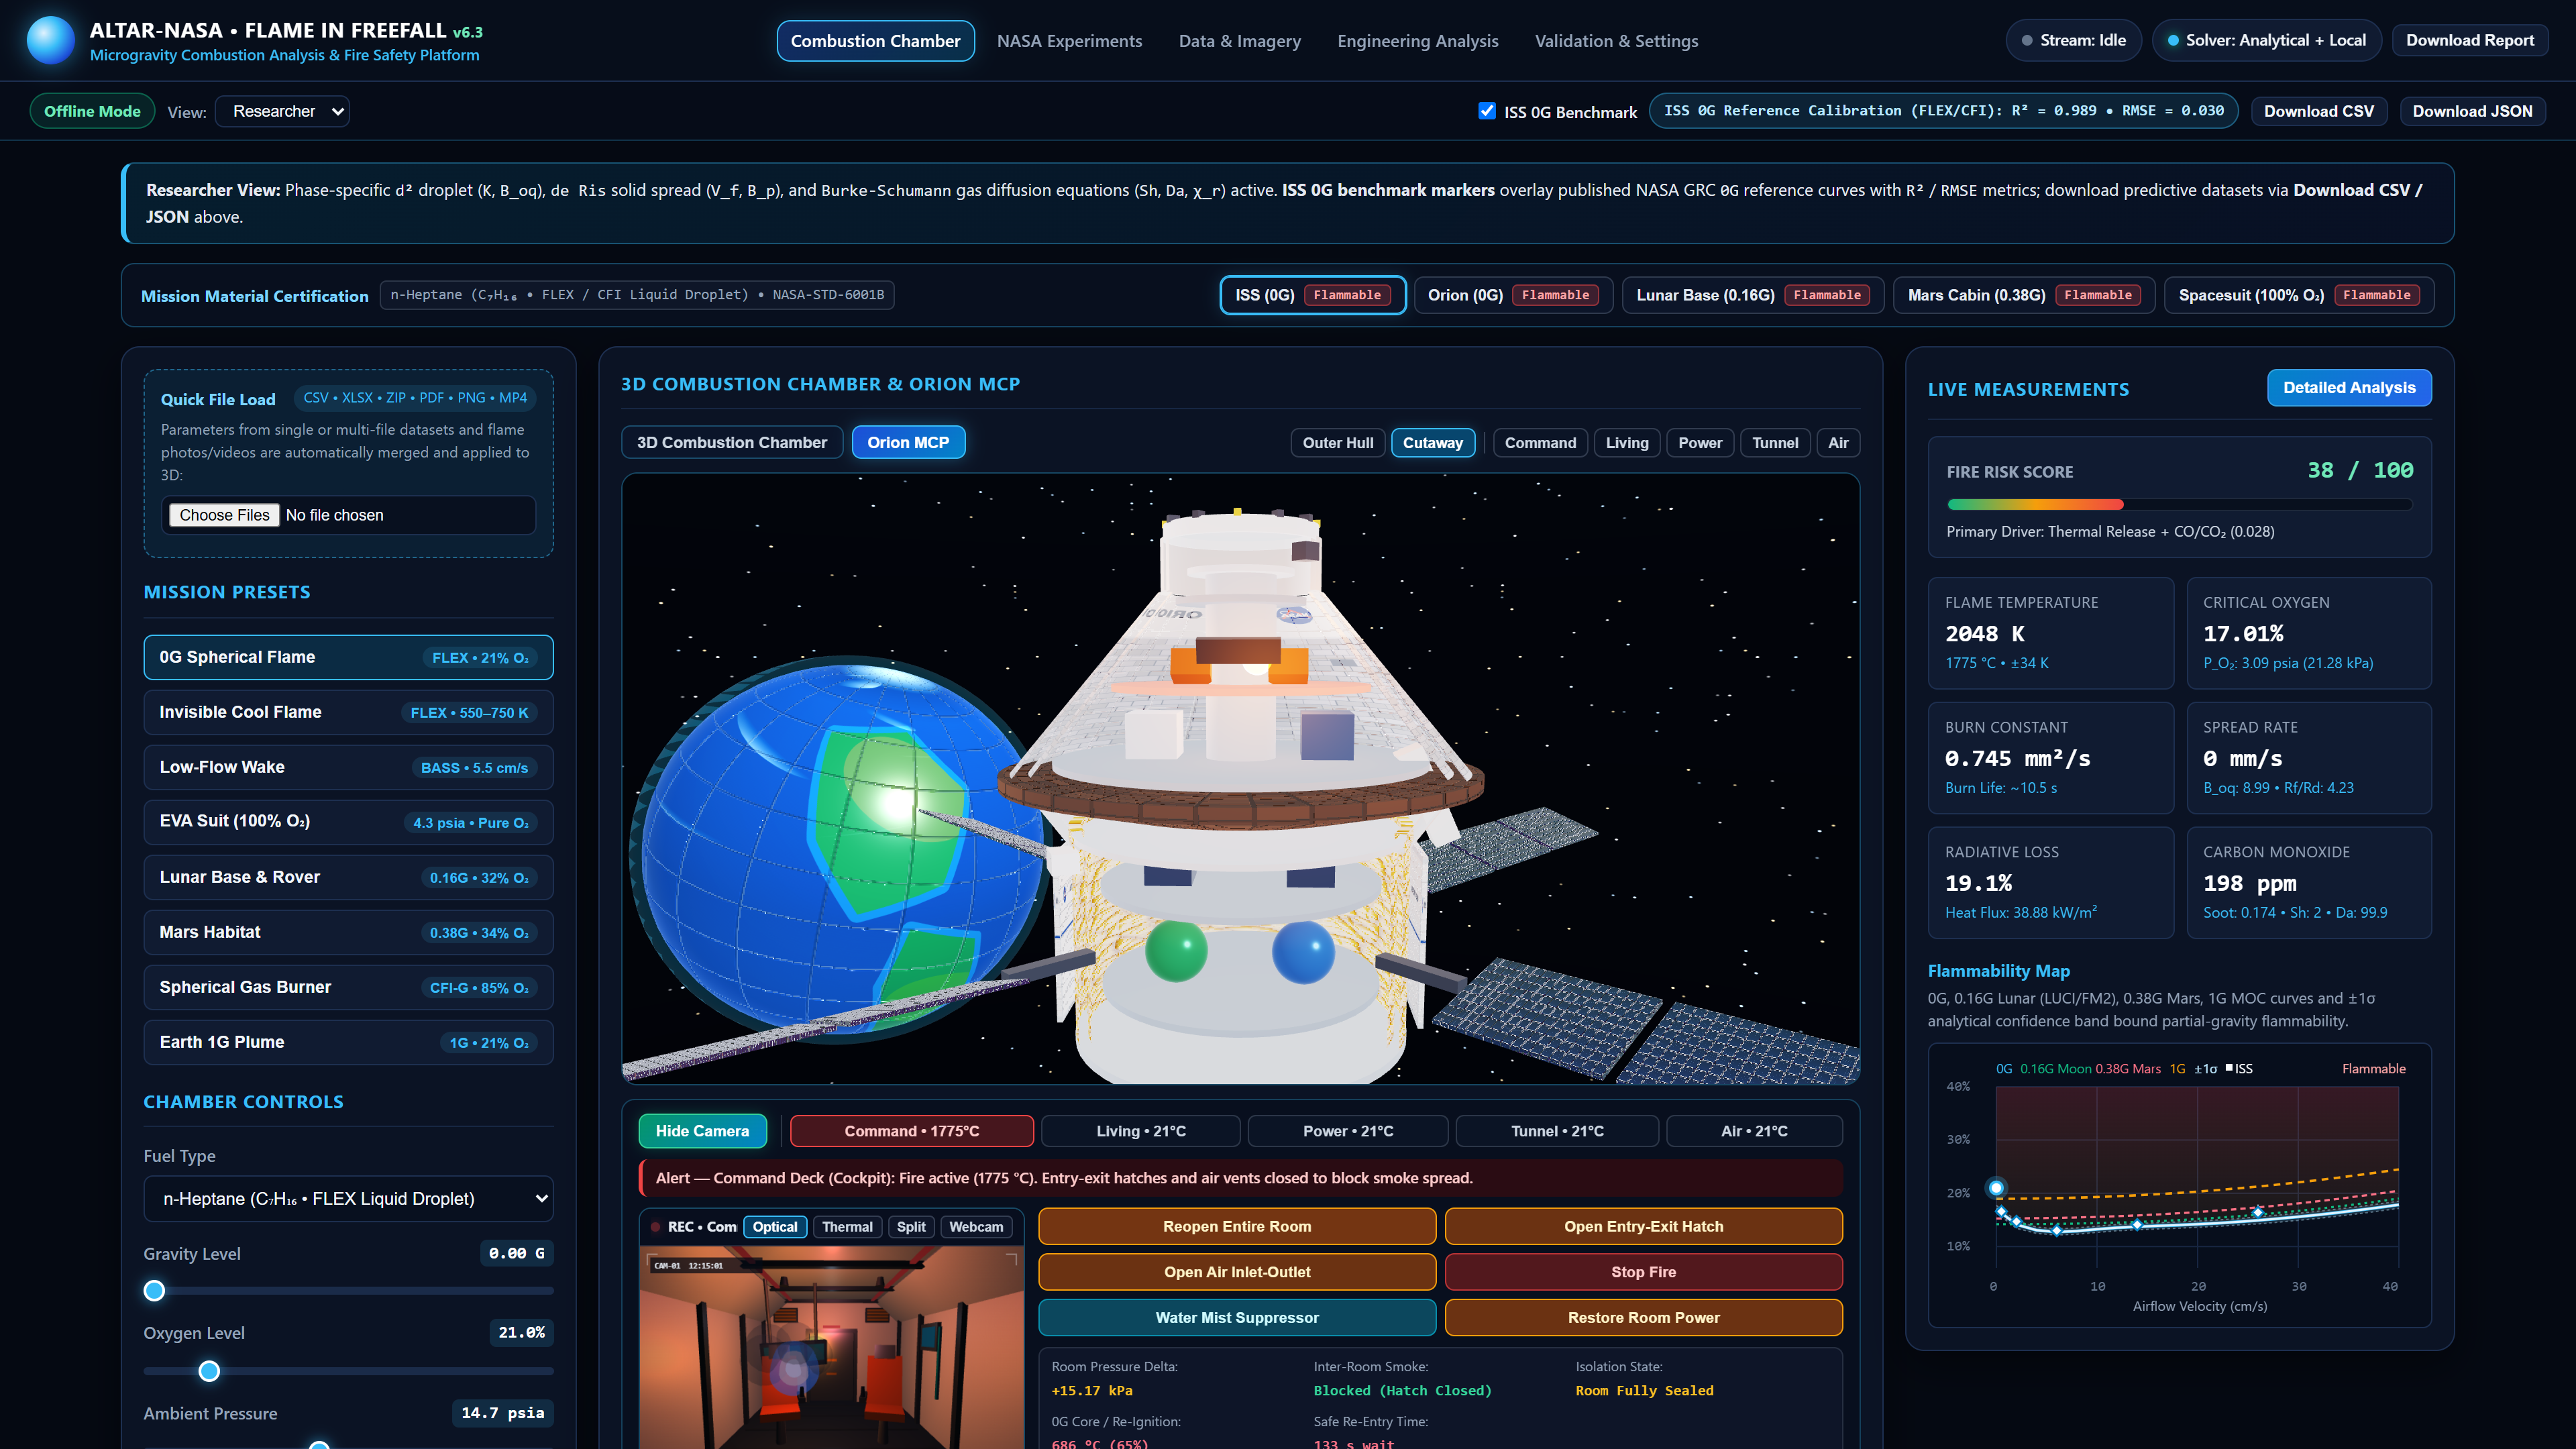 ALTAR-NASA • FLAME IN FREEFALL v6.3
Microgravity Combustion Analysis & Fire Safety Platform
Combustion Chamber
NASA Experiments
Data & Imagery
Engineering Analysis
Validation & Settings
Stream: Idle
Solver: Analytical + Local
Download Report
Offline Mode
View:
Researcher
ISS 0G Benchmark
ISS 0G Reference Calibration (FLEX/CFI): R² = 0.989 • RMSE = 0.030
Download CSV
Download JSON
Researcher View: Phase-specific d² droplet (K, B_oq), de Ris solid spread (V_f, B_p), and Burke-Schumann gas diffusion equations (Sh, Da, χ_r) active. ISS 0G benchmark markers overlay published NASA GRC 0G reference curves with R² / RMSE metrics; download predictive datasets via Download CSV /
JSON above.
Mission Material Certification
n-Heptane (C₇H₁₆ • FLEX / CFI Liquid Droplet) • NASA-STD-6001B
ISS (0G) Flammable
Orion (0G) Flammable
Lunar Base (0.16G) Flammable
Mars Cabin (0.38G) Flammable
Spacesuit (100% O₂) Flammable
Quick File Load
CSV • XLSX • ZIP • PDF • PNG • MP4
Parameters from single or multi-file datasets and flame
photos/videos are automatically merged and applied to
3D:
Choose Files No file chosen
MISSION PRESETS
0G Spherical Flame
FLEX • 21% O₂
Invisible Cool Flame
FLEX • 550–750 K
Low-Flow Wake
BASS • 5.5 cm/s
EVA Suit (100% O₂)
4.3 psia • Pure O₂
Lunar Base & Rover
0.16G • 32% O₂
Mars Habitat
0.38G • 34% O₂
Spherical Gas Burner
CFI-G • 85% O₂
Earth 1G Plume
1G • 21% O₂
CHAMBER CONTROLS
Fuel Type
n-Heptane (C₇H₁₆ • FLEX Liquid Droplet)
Gravity Level
0.00 G
Oxygen Level
21.0%
Ambient Pressure
14.7 psia
3D COMBUSTION CHAMBER & ORION MCP
3D Combustion Chamber
Orion MCP
Outer Hull
Cutaway
Command
Living
Power
Tunnel
Air
ORION
Hide Camera
Command • 1775°C
Living • 21°C
Power • 21°C
Tunnel • 21°C
Air • 21°C
Alert — Command Deck (Cockpit): Fire active (1775 °C). Entry-exit hatches and air vents closed to block smoke spread.
REC • Com
Optical
Thermal
Split
Webcam
CAM-01 12:15:01
Reopen Entire Room
Open Entry-Exit Hatch
Open Air Inlet-Outlet
Stop Fire
Water Mist Suppressor
Restore Room Power
Room Pressure Delta:
+15.17 kPa
Inter-Room Smoke:
Blocked (Hatch Closed)
Isolation State:
Room Fully Sealed
0G Core / Re-Ignition:
686 °C (65%)
Safe Re-Entry Time:
133 s wait
LIVE MEASUREMENTS
Detailed Analysis
FIRE RISK SCORE
38 / 100
Primary Driver: Thermal Release + CO/CO₂ (0.028)
FLAME TEMPERATURE
2048 K
1775 °C • ±34 K
CRITICAL OXYGEN
17.01%
P_O₂: 3.09 psia (21.28 kPa)
BURN CONSTANT
0.745 mm²/s
Burn Life: ~10.5 s
SPREAD RATE
0 mm/s
B_oq: 8.99 • Rf/Rd: 4.23
RADIATIVE LOSS
19.1%
Heat Flux: 38.88 kW/m²
CARBON MONOXIDE
198 ppm
Soot: 0.174 • Sh: 2 • Da: 99.9
Flammability Map
0G, 0.16G Lunar (LUCI/FM2), 0.38G Mars, 1G MOC curves and ±1σ
analytical confidence band bound partial-gravity flammability.
0G 0.16G Moon 0.38G Mars 1G ±1σ ISS
Flammable
40%
30%
20%
10%
0 10 20 30 40
Airflow Velocity (cm/s)